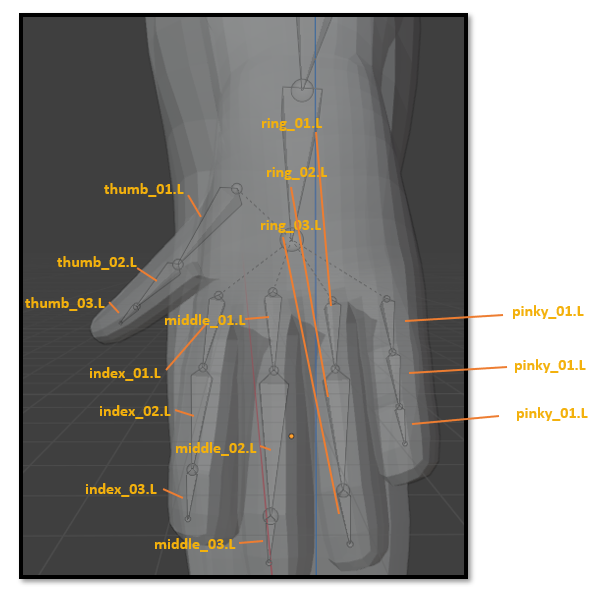 ring_01.L
ring_02.L
thumb_01.L
ring_03.L
thumb_02.L
thumb_03.L
pinky_01.L
middle_01.L
pinky_01.L
index_01.L
index_02.L
pinky_01.L
middle_02.L
index_03.L
middle_03.L